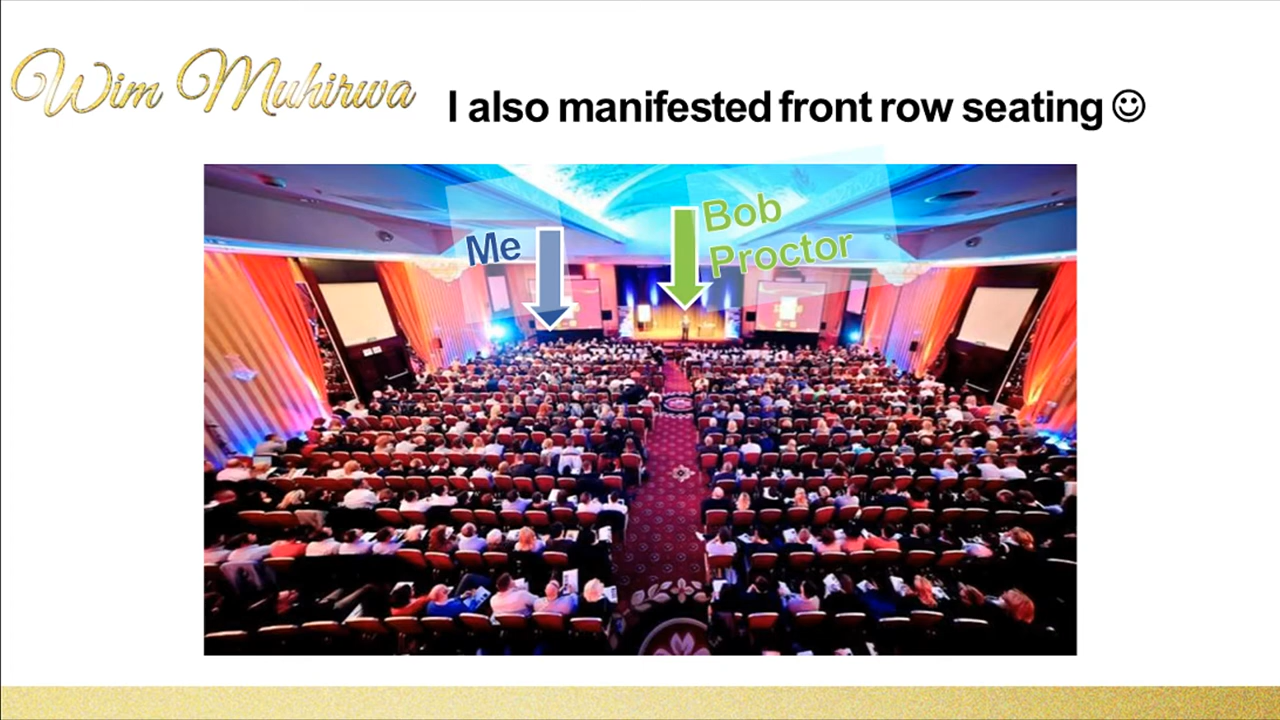 Wim Muhirwa
I also manifested front row seating ☺
Me
Bob
Proctor